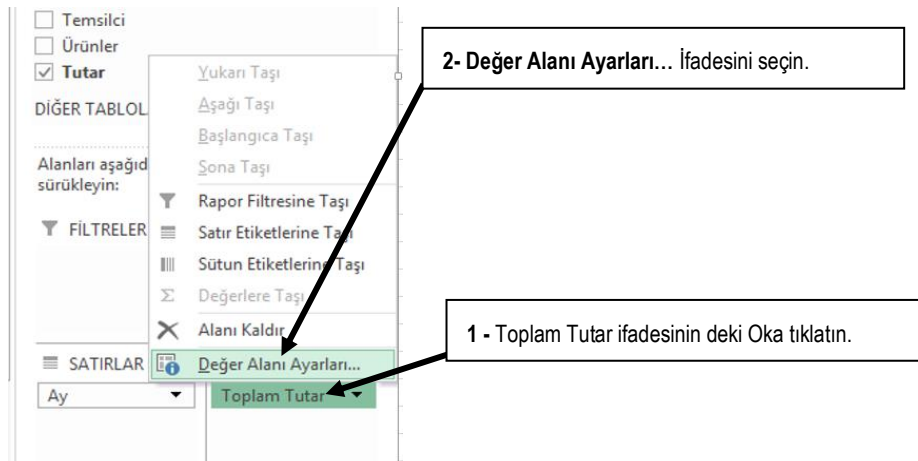 Temsilci
Ürünler
Tutar
DİĞER TABLOL
Alanları aşağıd
sürükleyin:
FİLTRELER
SATIRLAR
Ay
Yukarı Taşı
Aşağı Taşı
Başlangıca Taşı
Sona Taşı
Rapor Filtresine Taşı
Satır Etiketlerine Taşı
Sütun Etiketlerine Taşı
Değerlere Taşı
Alanı Kaldır
Değer Alanı Ayarları...
Toplam Tutar
2- Değer Alanı Ayarları… İfadesini seçin.
1 - Toplam Tutar ifadesinin deki Oka tıklatın.